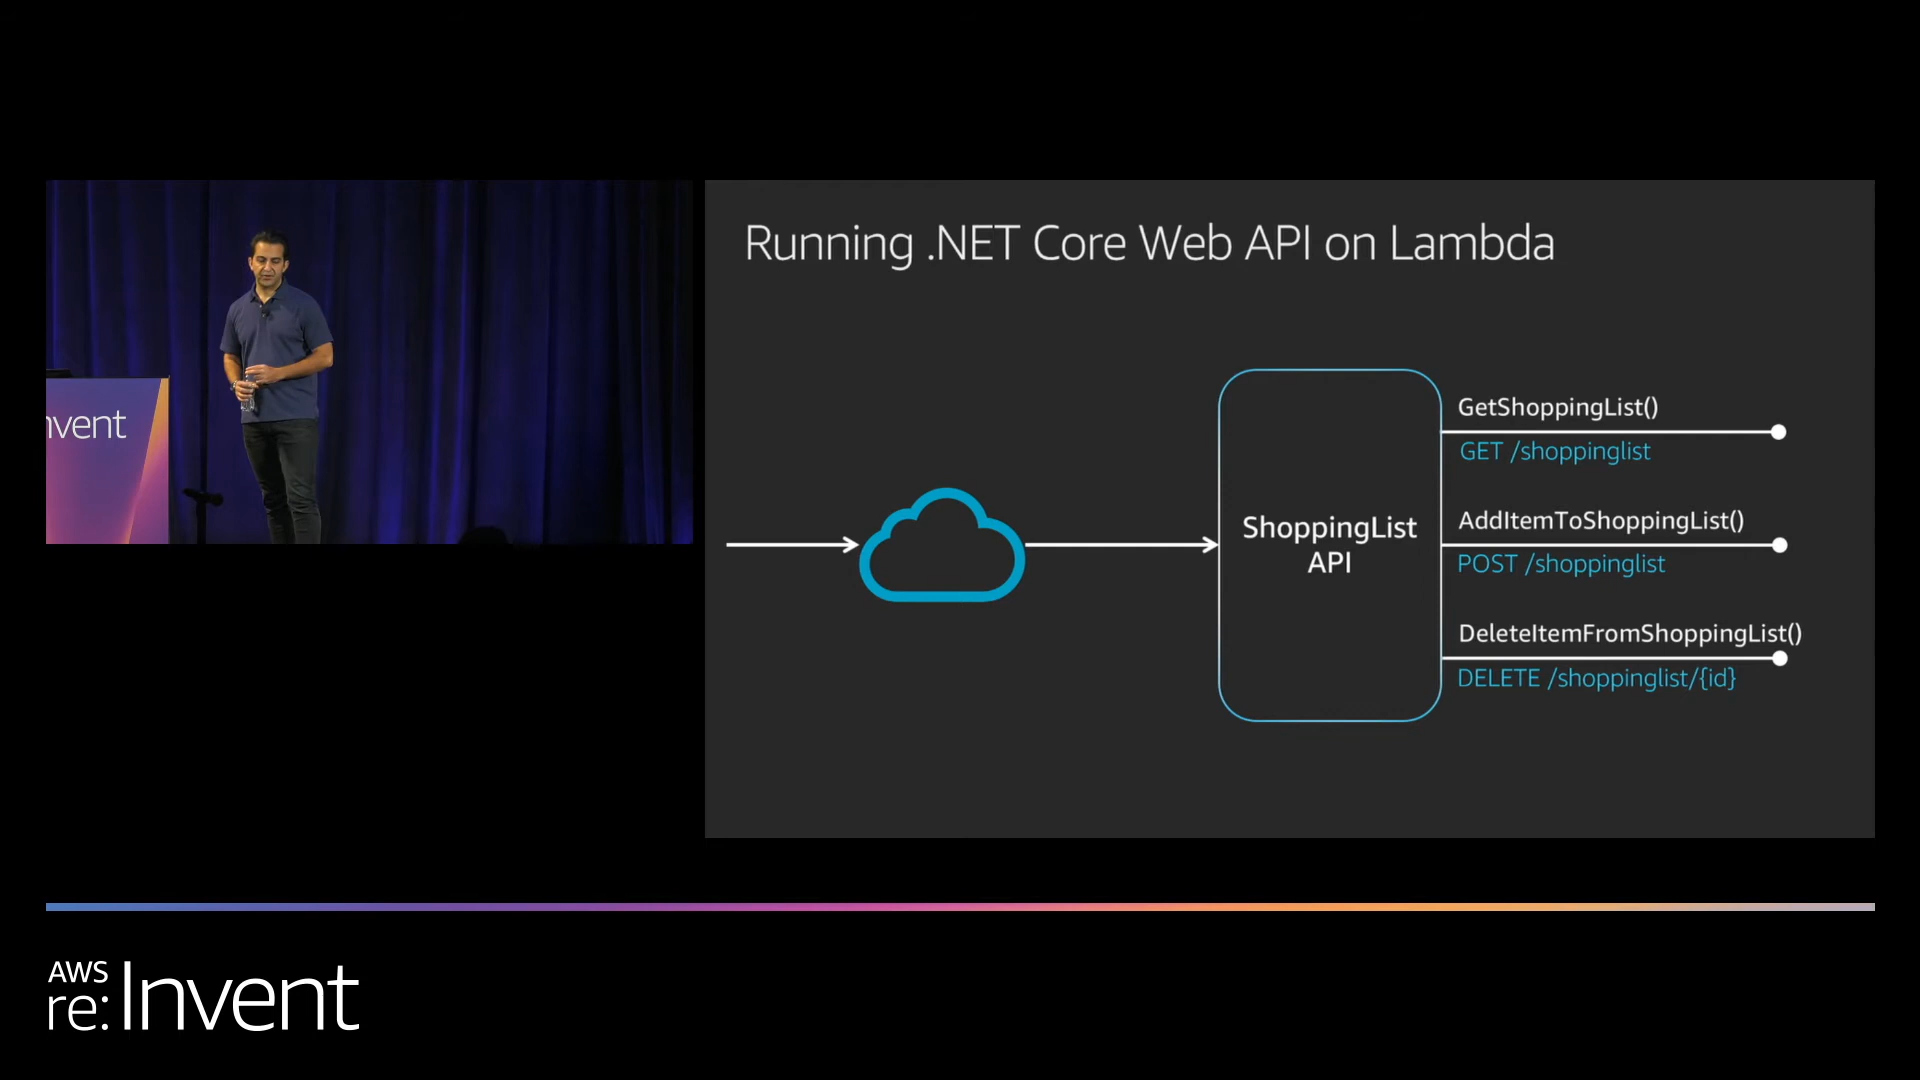 nvent
Running .NET Core Web API on Lambda
ShoppingList
API
GetShoppingList()
GET /shoppinglist
AddItemToShoppingList()
POST /shoppinglist
DeleteItemFromShoppingList()
DELETE /shoppinglist/{id}
AWS
re:Invent